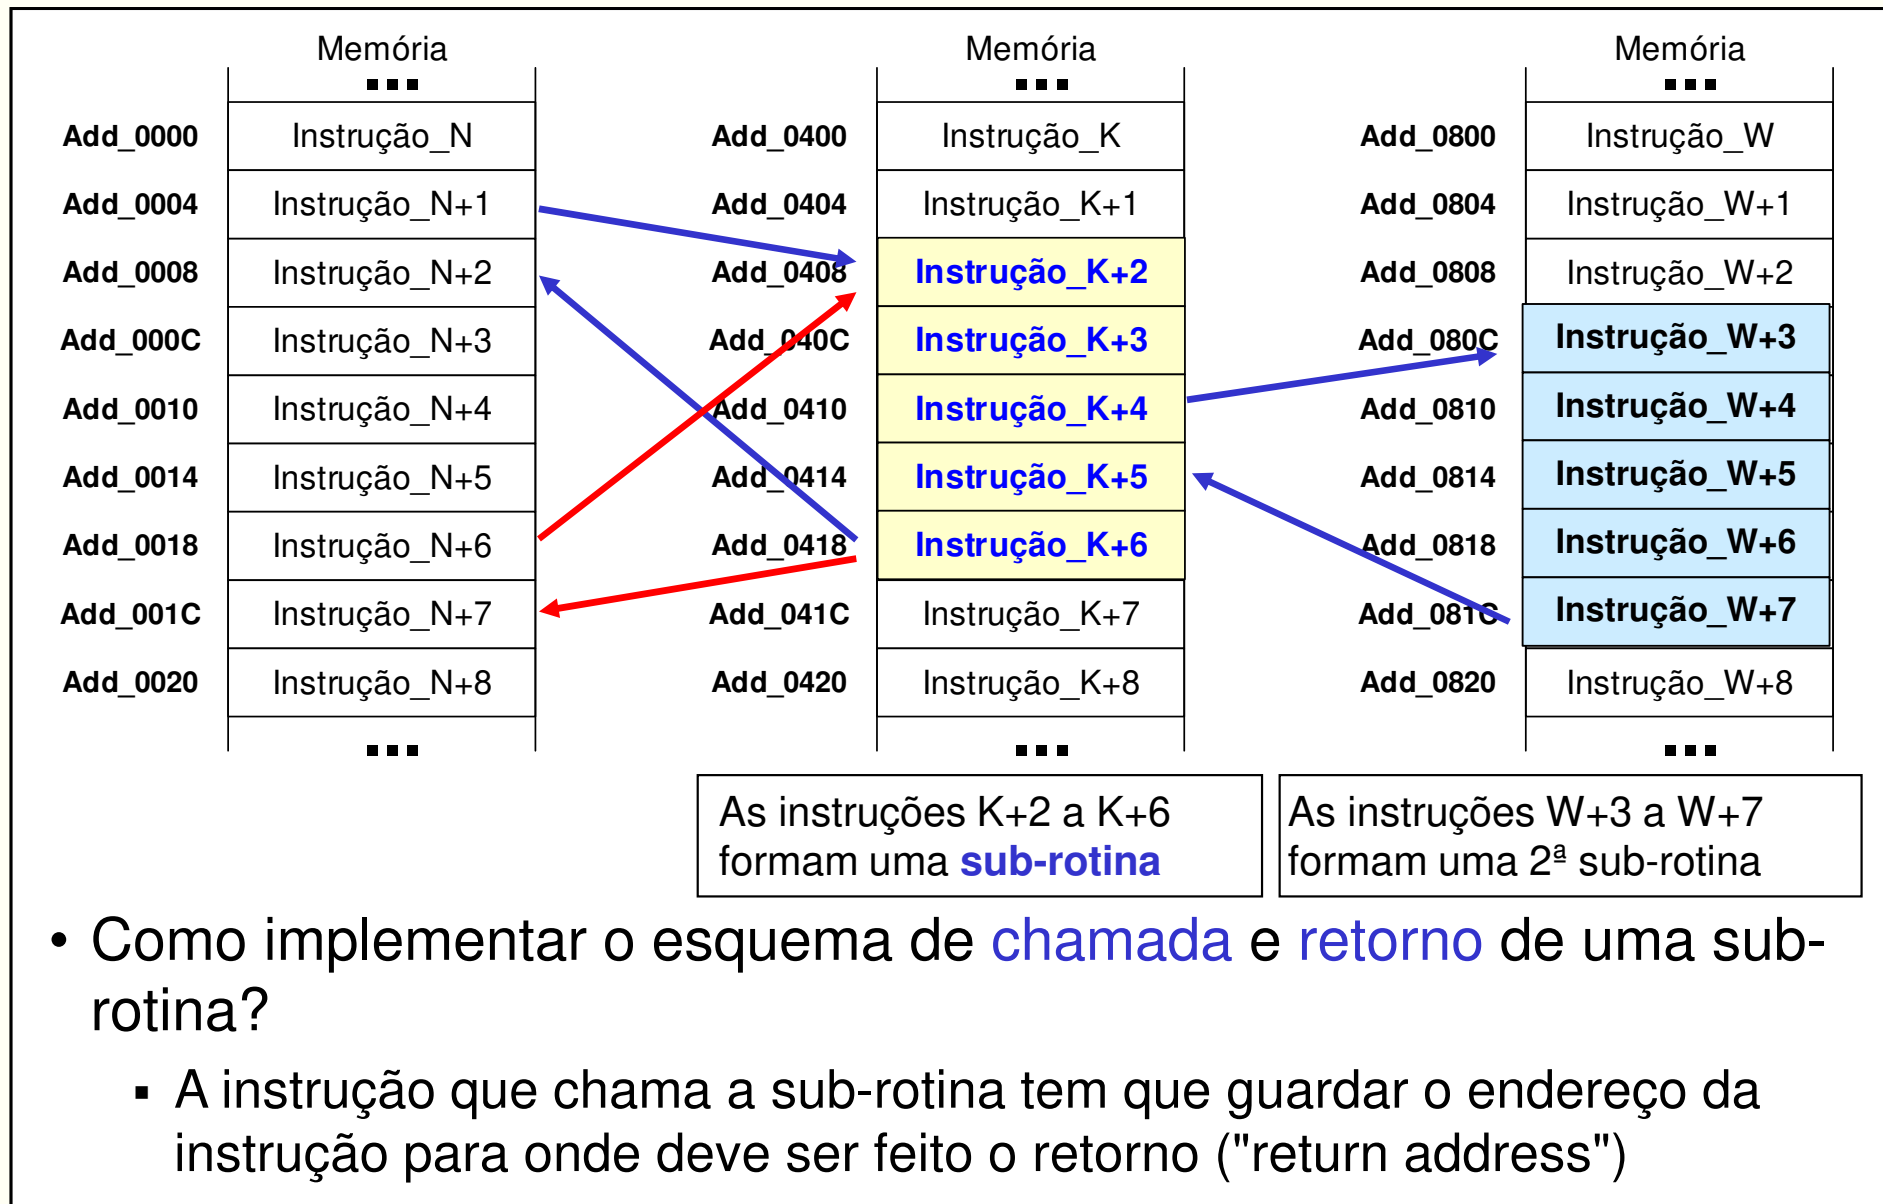 Memória Memória Memória
Add_0000 Instrução_N Add_0400 Instrução_K Add_0800 Instrução_W
Add_0004 Instrução_N+1 Add_0404 Instrução_K+1 Add_0804 Instrução_W+1
Add_0008 Instrução_N+2 Add_0408 Instrução_K+2 Add_0808 Instrução_W+2
Add_000C Instrução_N+3 Add_040C Instrução_K+3 Add_080C Instrução_W+3
Add_0010 Instrução_N+4 Add_0410 Instrução_K+4 Add_0810 Instrução_W+4
Add_0014 Instrução_N+5 Add_0414 Instrução_K+5 Add_0814 Instrução_W+5
Add_0018 Instrução_N+6 Add_0418 Instrução_K+6 Add_0818 Instrução_W+6
Add_001C Instrução_N+7 Add_041C Instrução_K+7 Add_081C Instrução_W+7
Add_0020 Instrução_N+8 Add_0420 Instrução_K+8 Add_0820 Instrução_W+8
As instruções K+2 a K+6
formam uma sub-rotina
As instruções W+3 a W+7
formam uma 2ª sub-rotina
• Como implementar o esquema de chamada e retorno de uma sub-
rotina?
▪ A instrução que chama a sub-rotina tem que guardar o endereço da
instrução para onde deve ser feito o retorno ("return address")